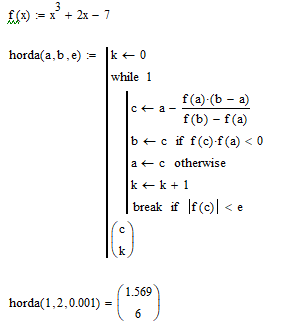 f(x) := x³ + 2x − 7
horda(a,b,e) :=
k ← 0
while 1
c ← a − f(a)·(b − a) / f(b) − f(a)
b ← c if f(c)·f(a) < 0
a ← c otherwise
k ← k + 1
break if |f(c)| < e
(c
k)
horda(1,2,0.001) = (1.569
6)